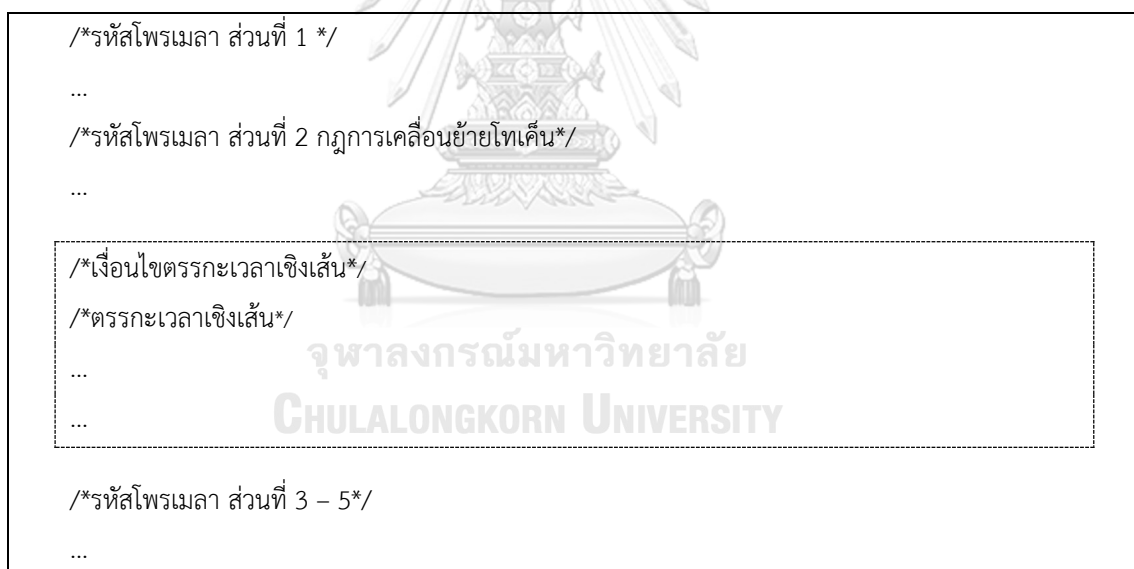 /*รหัสโพรเมลา ส่วนที่ 1 */
...
/*รหัสโพรเมลา ส่วนที่ 2 กฎการเคลื่อนย้ายโทเค็น*/
...
/*เงื่อนไขตรรกะเวลาเชิงเส้น*/
/*ตรรกะเวลาเชิงเส้น*/
จุฬาลงกรณ์มหาวิทยาลัย
...
CHULALONGKORN UNIVERSITY
...
/*รหัสโพรเมลา ส่วนที่ 3 – 5*/
...